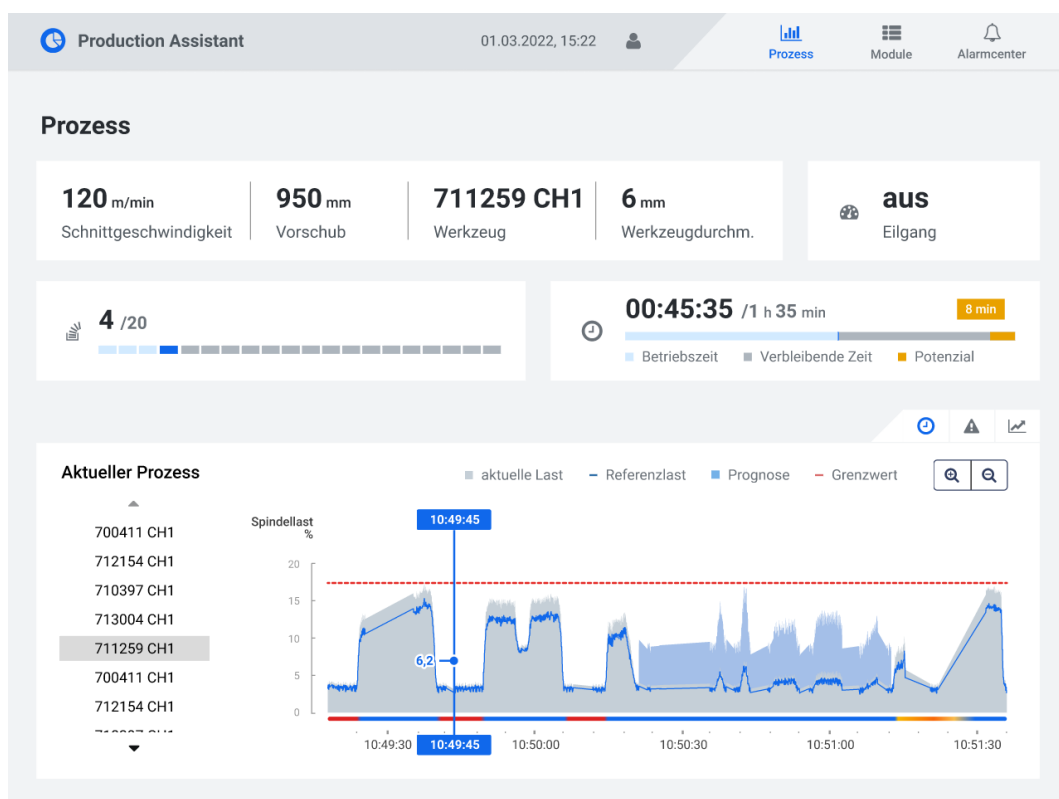 Production Assistant
01.03.2022, 15:22
Prozess
Module
Alarmcenter
Prozess
120 m/min
Schnittgeschwindigkeit
950 mm
Vorschub
711259 CH1
Werkzeug
6 mm
Werkzeugdurchm.
aus
Eilgang
4 /20
00:45:35 /1 h 35 min
8 min
Betriebszeit
Verbleibende Zeit
Potenzial
Aktueller Prozess
aktuelle Last
Referenzlast
Prognose
Grenzwert
700411 CH1
712154 CH1
710397 CH1
713004 CH1
711259 CH1
700411 CH1
712154 CH1
Spindellast
%
10:49:45
20
15
10
5
0
6,2
10:49:30
10:49:45
10:50:00
10:50:30
10:51:00
10:51:30